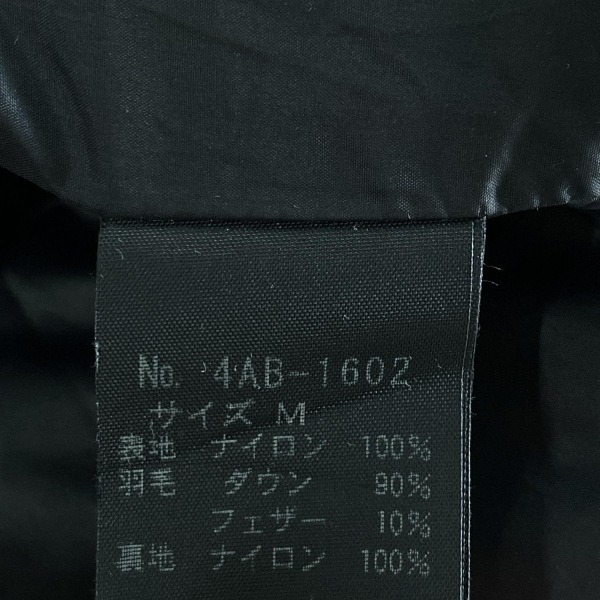 No. 4AB-1602
サイズ M
表地 ナイロン 100%
羽毛 ダウン 90%
フェザー 10%
裏地 ナイロン 100%